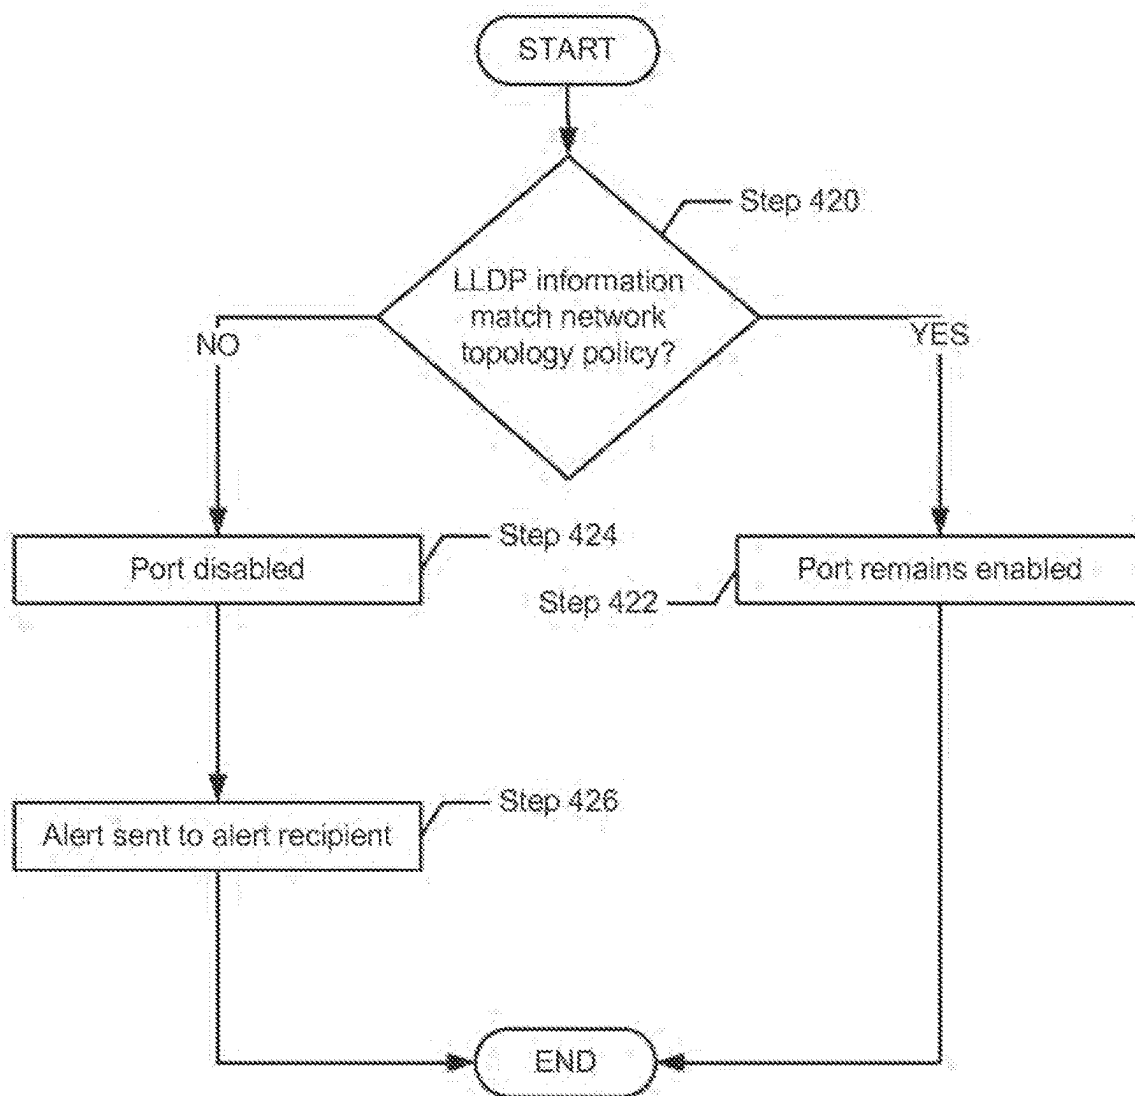 START
Step 420
LLDP information
match network
topology policy?
NO
YES
Step 424
Port disabled
Port remains enabled
Step 422
Step 426
Alert sent to alert recipient
END